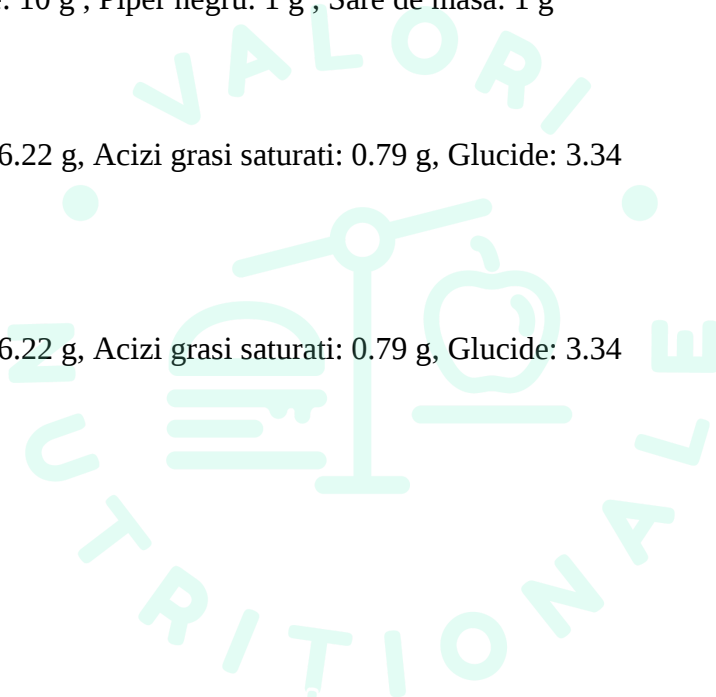 : 10 g ; Piper negru: 1 g ; Sare de masa: 1 g
VALORI
6.22 g, Acizi grasi saturati: 0.79 g, Glucide: 3.34
6.22 g, Acizi grasi saturati: 0.79 g, Glucide: 3.34
NUTRITIONALE